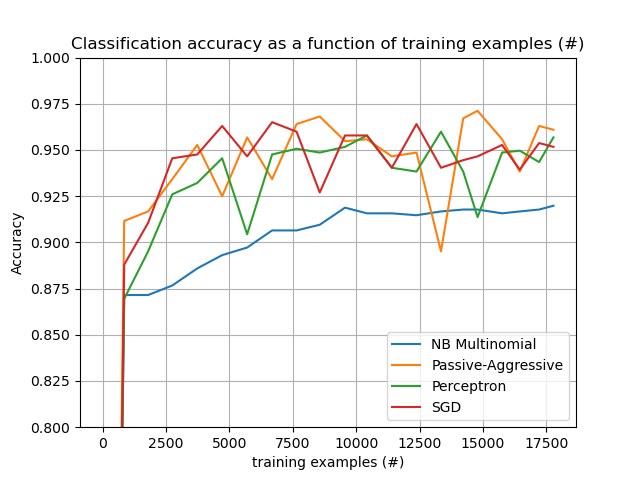 Classification accuracy as a function of training examples (#)
1.000
0.975
0.950
0.925
0.900
0.875
0.850
0.825
0.800
Accuracy
NB Multinomial
Passive-Aggressive
Perceptron
SGD
0 2500 5000 7500 10000 12500 15000 17500
training examples (#)